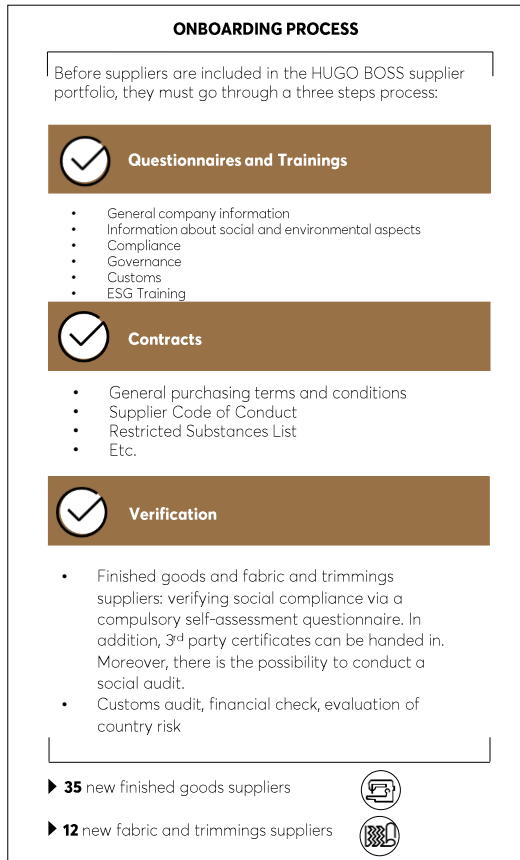 ONBOARDING PROCESS
Before suppliers are included in the HUGO BOSS supplier
portfolio, they must go through a three steps process:
Questionnaires and Trainings
• General company information
• Information about social and environmental aspects
• Compliance
• Governance
• Customs
• ESG Training
Contracts
• General purchasing terms and conditions
• Supplier Code of Conduct
• Restricted Substances List
• Etc.
Verification
• Finished goods and fabric and trimmings
suppliers: verifying social compliance via a
compulsory self-assessment questionnaire. In
addition, 3rd party certificates can be handed in.
Moreover, there is the possibility to conduct a
social audit.
• Customs audit, financial check, evaluation of
country risk
35 new finished goods suppliers
12 new fabric and trimmings suppliers